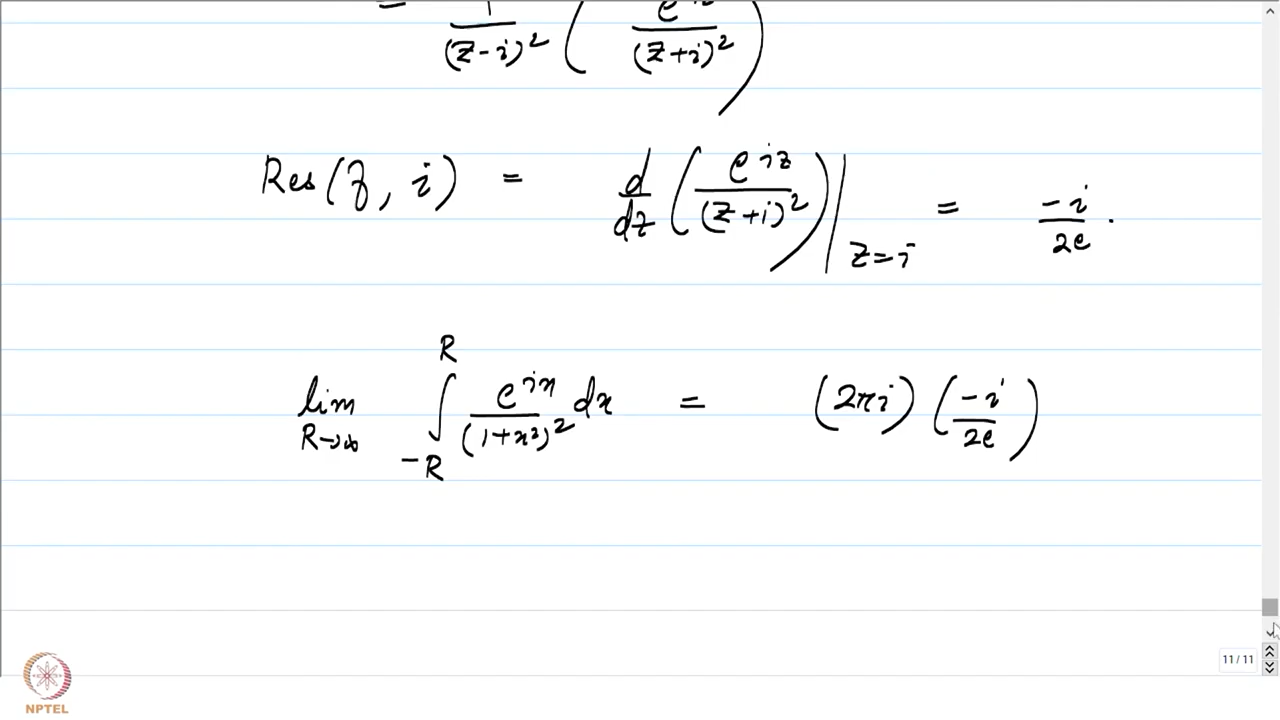 = 1/(z-i)² ( e^{iz}/(z+i)² )
Res(f, i) = d/dz ( e^{iz}/(z+i)² ) |_{z=i} = -i/2e .
lim_{R→∞} ∫_{-R}^{R} e^{ix}/(1+x²)² dx = (2πi) (-i/2e)
11/11
NPTEL